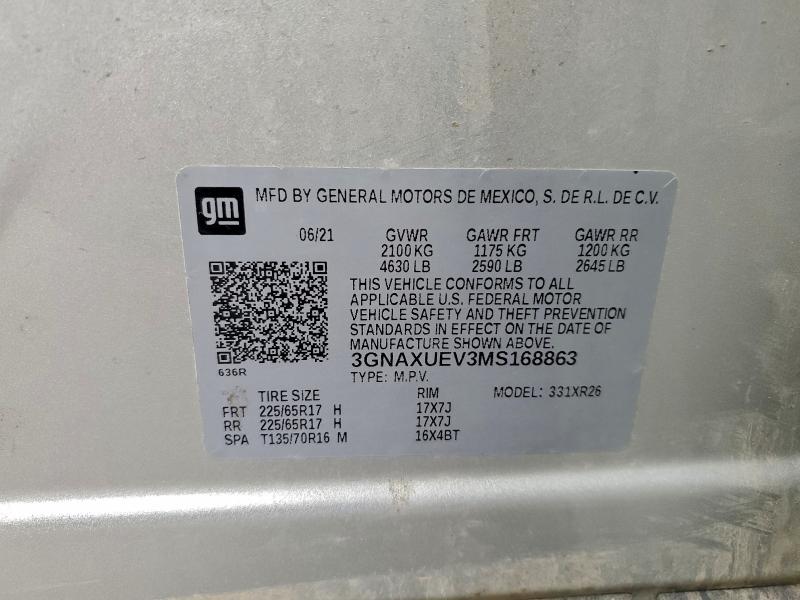 gm
MFD BY GENERAL MOTORS DE MEXICO, S. DE R.L. DE C.V.
06/21 GVWR GAWR FRT GAWR RR
2100 KG 1175 KG 1200 KG
4630 LB 2590 LB 2645 LB
THIS VEHICLE CONFORMS TO ALL
APPLICABLE U.S. FEDERAL MOTOR
VEHICLE SAFETY AND THEFT PREVENTION
STANDARDS IN EFFECT ON THE DATE OF
MANUFACTURE SHOWN ABOVE.
3GNAXUEV3MS168863
636R
TYPE: M.P.V.
TIRE SIZE RIM MODEL: 331XR26
FRT 225/65R17 H 17X7J
RR 225/65R17 H 17X7J
SPA T135/70R16 M 16X4BT